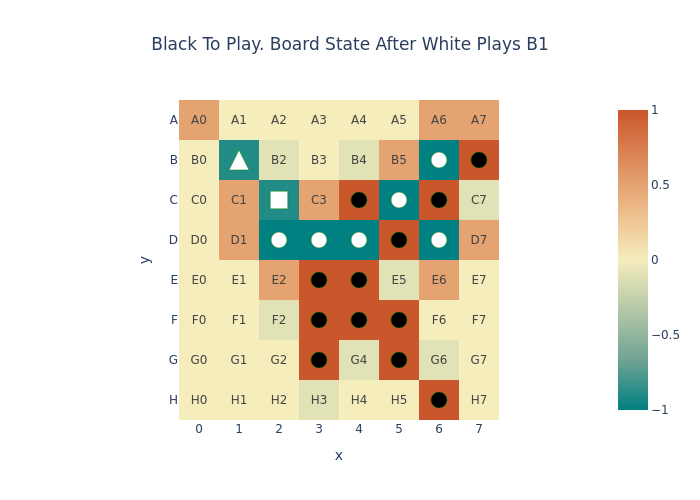 Black To Play. Board State After White Plays B1
A A0 A1 A2 A3 A4 A5 A6 A7
B B0 B2 B3 B4 B5
C C0 C1 C3 C7
D D0 D1 D7
E E0 E1 E2 E5 E6 E7
F F0 F1 F2 F6 F7
G G0 G1 G2 G4 G6 G7
H H0 H1 H2 H3 H4 H5 H7
0 1 2 3 4 5 6 7
x
y
1
0.5
0
−0.5
−1